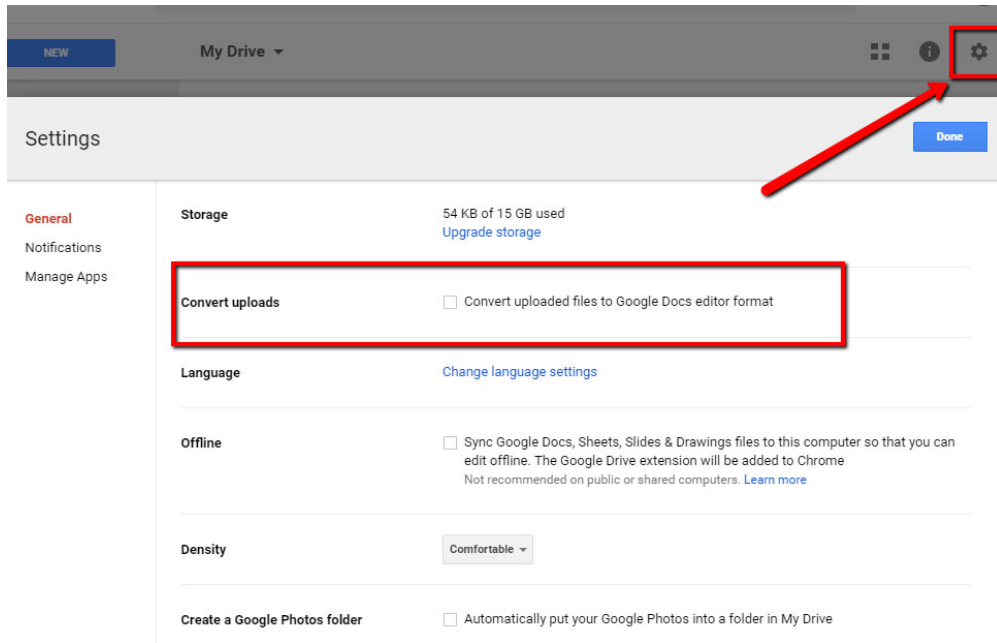 NEW
My Drive
Settings
Done
General
Notifications
Manage Apps
Storage
54 KB of 15 GB used
Upgrade storage
Convert uploads
Convert uploaded files to Google Docs editor format
Language
Change language settings
Offline
Sync Google Docs, Sheets, Slides & Drawings files to this computer so that you can
edit offline. The Google Drive extension will be added to Chrome
Not recommended on public or shared computers. Learn more
Density
Comfortable
Create a Google Photos folder
Automatically put your Google Photos into a folder in My Drive